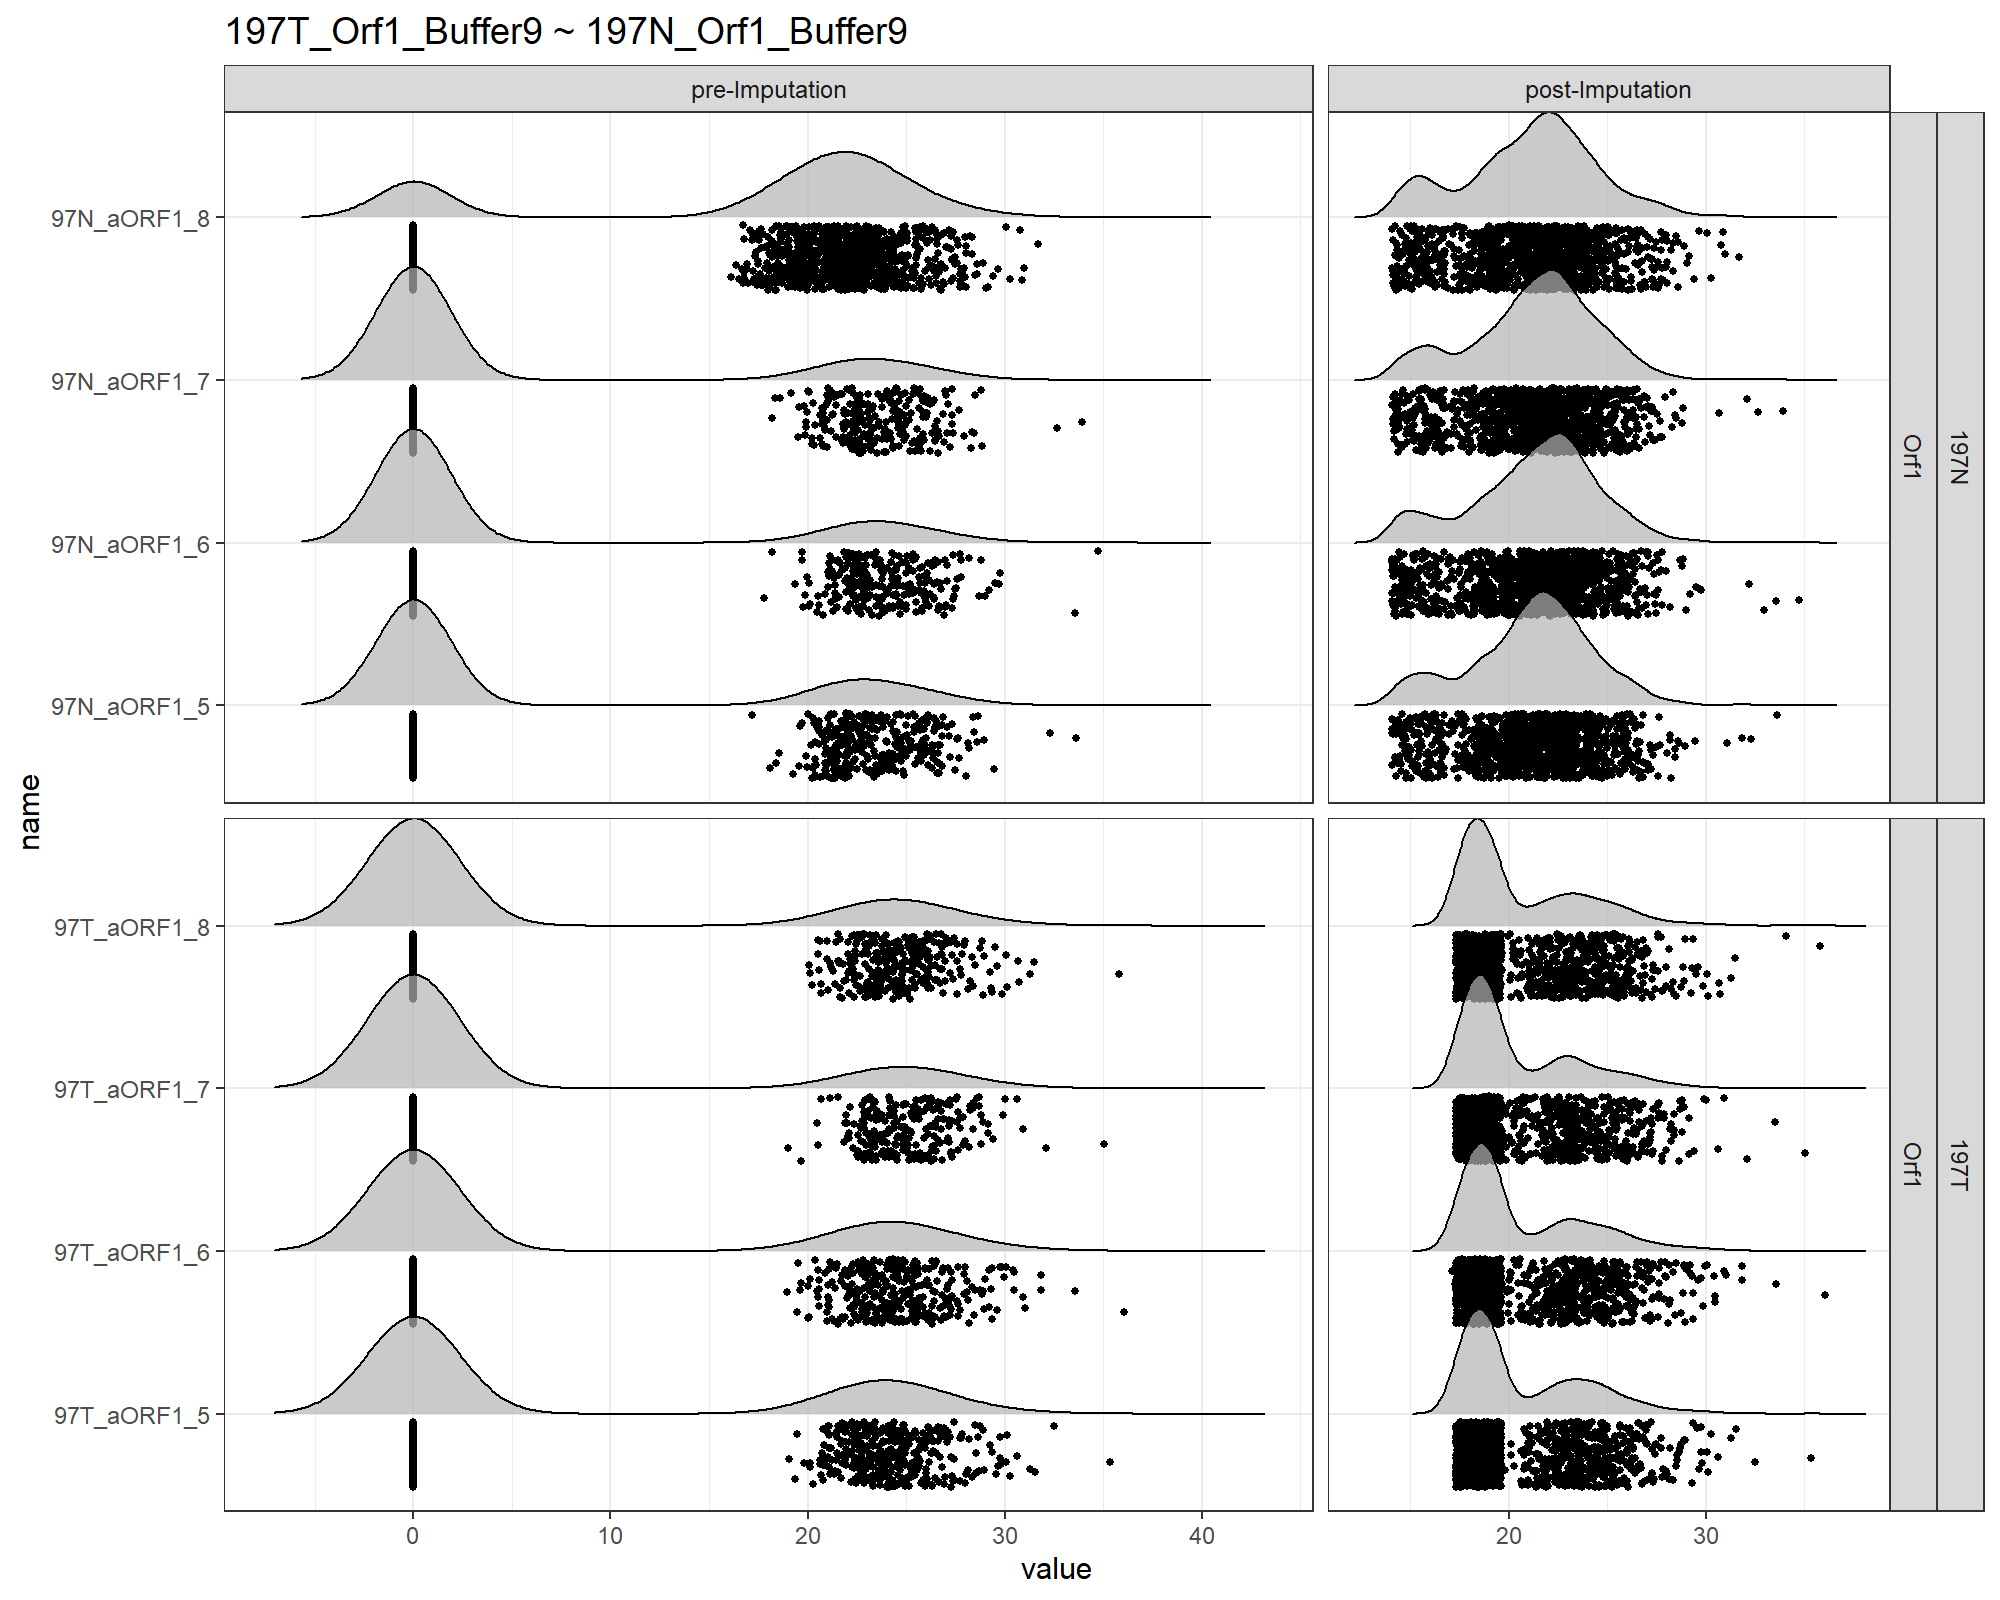 197T_Orf1_Buffer9 ~ 197N_Orf1_Buffer9
pre-Imputation
post-Imputation
97N_aORF1_8
97N_aORF1_7
97N_aORF1_6
97N_aORF1_5
Orf1
197N
97T_aORF1_8
97T_aORF1_7
97T_aORF1_6
97T_aORF1_5
Orf1
197T
name
0 10 20 30 40
20 30
value